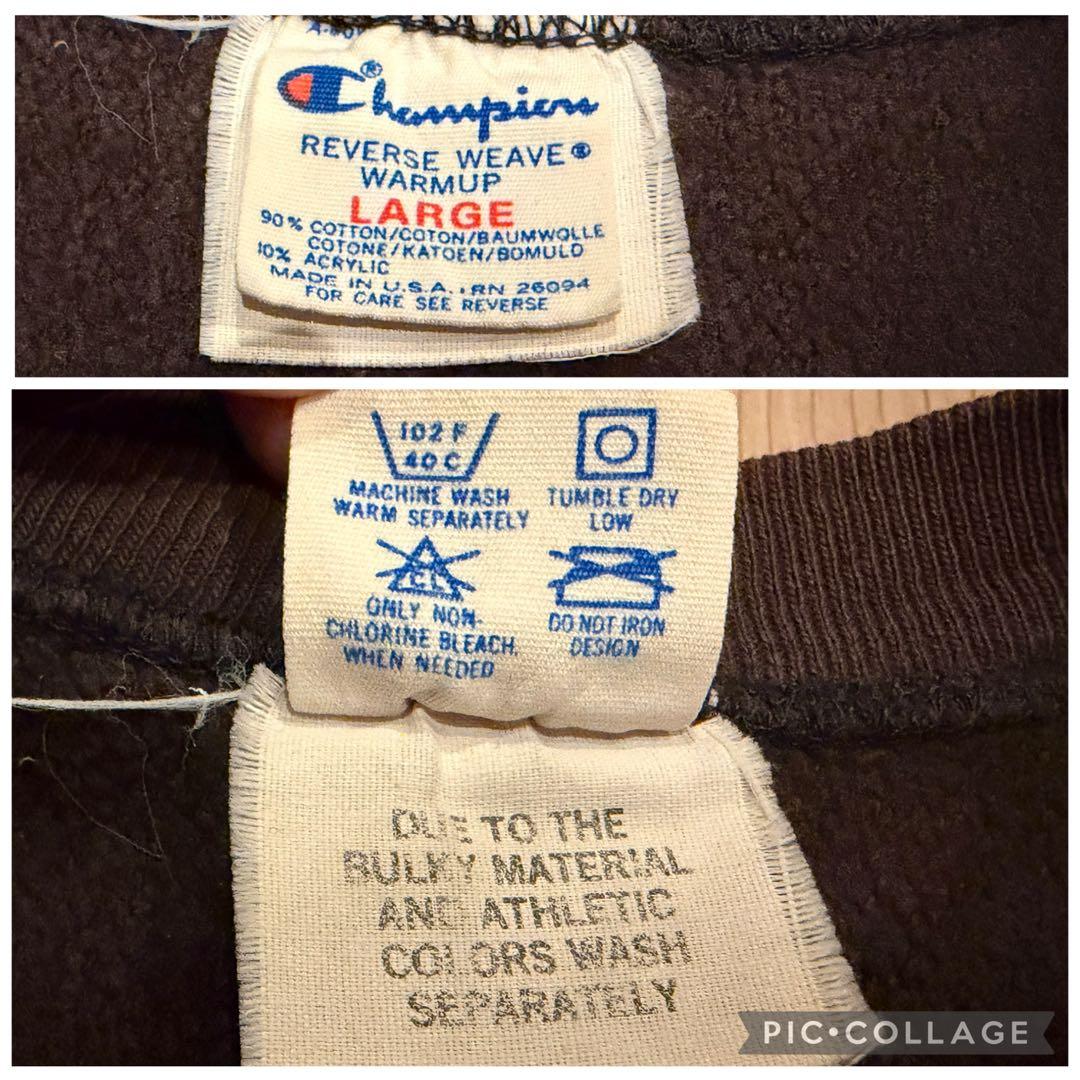 Champion®
REVERSE WEAVE®
WARMUP
LARGE
90% COTTON/COTON/BAUMWOLLE
COTONE/KATOEN/BOMULD
10% ACRYLIC
MADE IN U.S.A. . RN 26094
FOR CARE SEE REVERSE
102 F
40 C
MACHINE WASH
WARM SEPARATELY
TUMBLE DRY
LOW
CL
ONLY NON-
CHLORINE BLEACH
WHEN NEEDED
DO NOT IRON
DESIGN
DUE TO THE
BULKY MATERIAL
AND ATHLETIC
COLORS WASH
SEPARATELY
PIC•COLLAGE